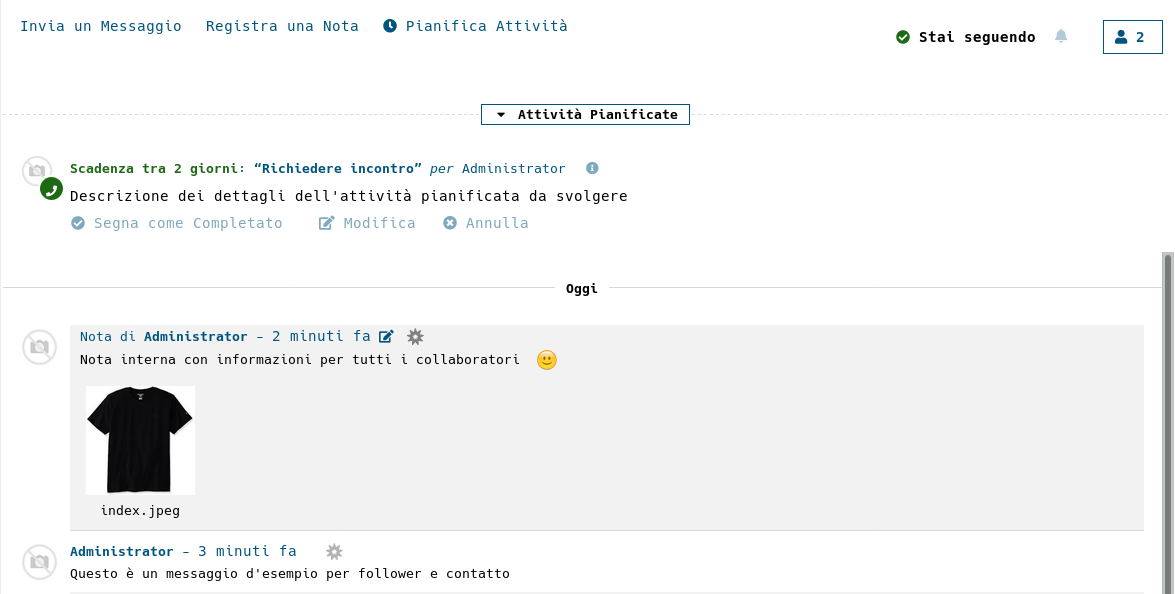 Invia un Messaggio Registra una Nota Pianifica Attività
Stai seguendo 2
Attività Pianificate
Scadenza tra 2 giorni: “Richiedere incontro” per Administrator
Descrizione dei dettagli dell'attività pianificata da svolgere
Segna come Completato Modifica Annulla
Oggi
Nota di Administrator - 2 minuti fa
Nota interna con informazioni per tutti i collaboratori
index.jpeg
Administrator - 3 minuti fa
Questo è un messaggio d'esempio per follower e contatto